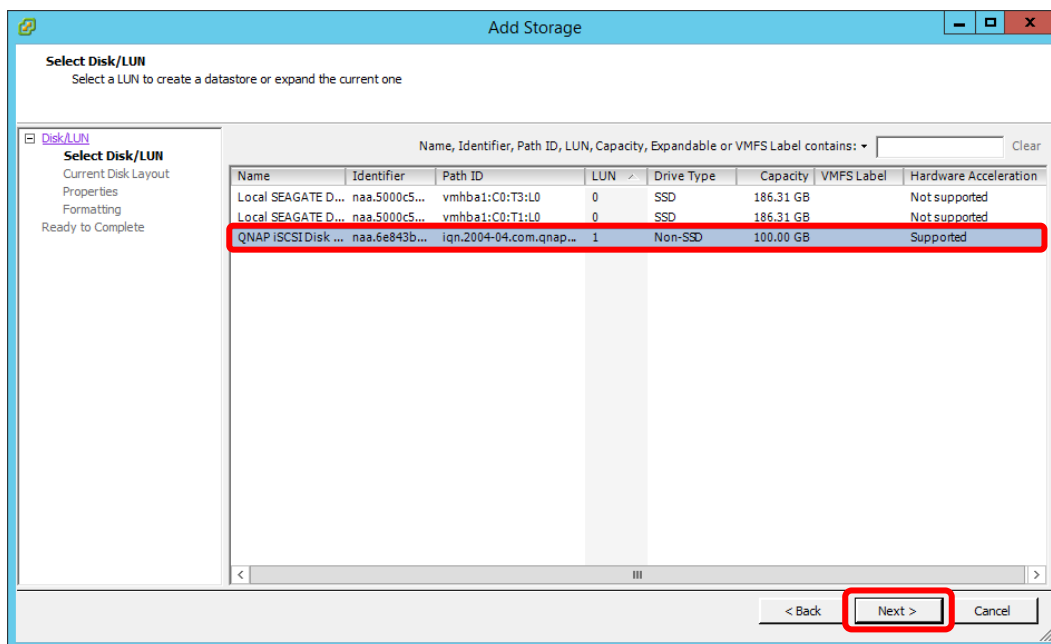 Add Storage
Select Disk/LUN
Select a LUN to create a datastore or expand the current one
Disk/LUN
Select Disk/LUN
Current Disk Layout
Properties
Formatting
Ready to Complete
Name, Identifier, Path ID, LUN, Capacity, Expandable or VMFS Label contains: Clear
Name Identifier Path ID LUN Drive Type Capacity VMFS Label Hardware Acceleration
Local SEAGATE D... naa.5000c5... vmhba1:C0:T3:L0 0 SSD 186.31 GB Not supported
Local SEAGATE D... naa.5000c5... vmhba1:C0:T1:L0 0 SSD 186.31 GB Not supported
QNAP iSCSI Disk ... naa.6e843b... iqn.2004-04.com.qnap... 1 Non-SSD 100.00 GB Supported
< Back Next > Cancel